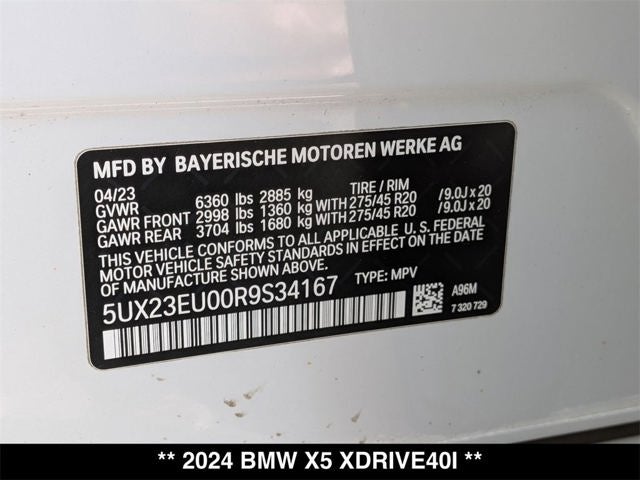 MFD BY BAYERISCHE MOTOREN WERKE AG
04/23 TIRE / RIM
GVWR 6360 lbs 2885 kg
GAWR FRONT 2998 lbs 1360 kg WITH 275/45 R20 /9.0J x 20
GAWR REAR 3704 lbs 1680 kg WITH 275/45 R20 /9.0J x 20
THIS VEHICLE CONFORMS TO ALL APPLICABLE U. S. FEDERAL
MOTOR VEHICLE SAFETY STANDARDS IN EFFECT ON THE DATE
OF MANUFACTURE SHOWN ABOVE.
5UX23EU00R9S34167 TYPE: MPV A96M
7 320 729
** 2024 BMW X5 XDRIVE40I **